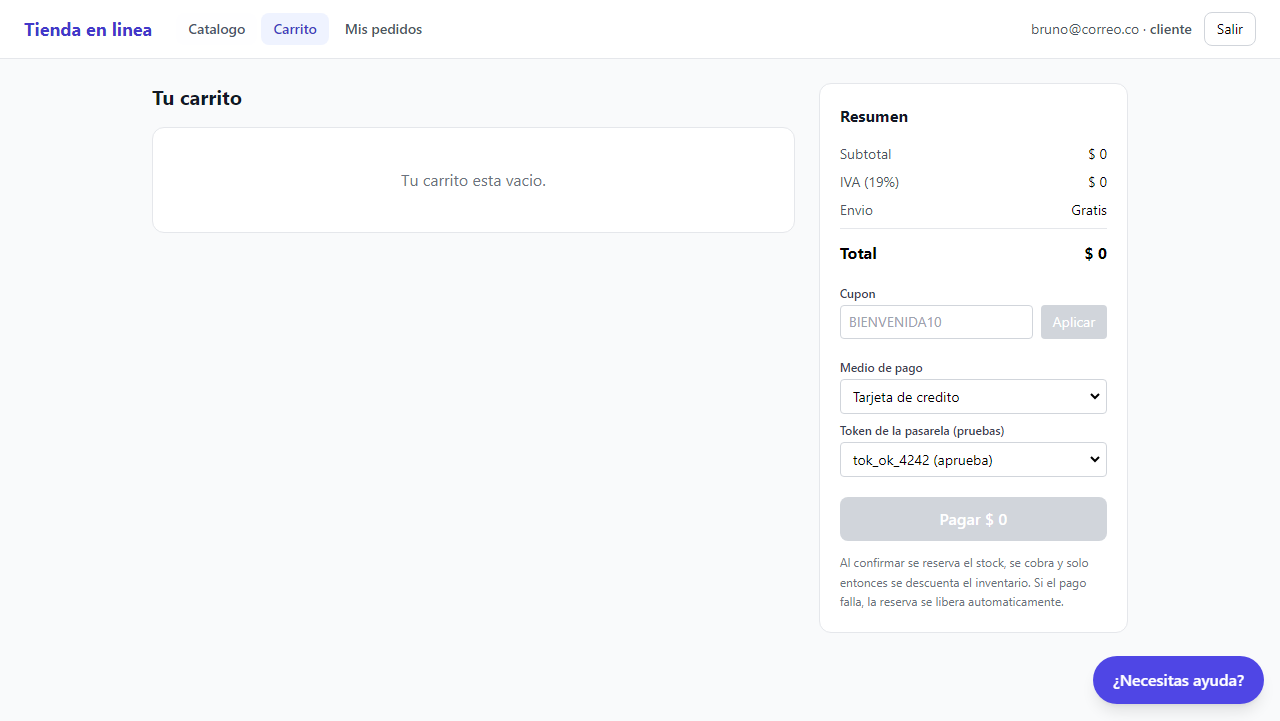 Tienda en linea
Catalogo
Carrito
Mis pedidos
bruno@correo.co · cliente
Salir
Tu carrito
Tu carrito esta vacio.
Resumen
Subtotal $ 0
IVA (19%) $ 0
Envio Gratis
Total $ 0
Cupon
BIENVENIDA10
Aplicar
Medio de pago
Tarjeta de credito
Token de la pasarela (pruebas)
tok_ok_4242 (aprueba)
Pagar $ 0
Al confirmar se reserva el stock, se cobra y solo
entonces se descuenta el inventario. Si el pago
falla, la reserva se libera automaticamente.
¿Necesitas ayuda?